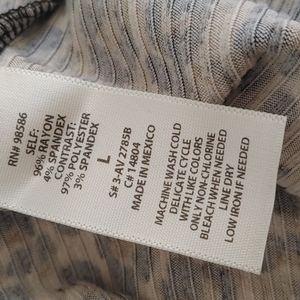 RN# 98586
SELF:
96% RAYON
4% SPANDEX
CONTRAST:
97% POLYESTER
3% SPANDEX
L
S#3-AV 2785B
C# 14804
MADE IN MEXICO
MACHINE WASH COLD
DELICATE CYCLE
WITH LIKE COLORS
ONLY NON-CHLORINE
BLEACH WHEN NEEDED
LINE DRY
LOW IRON IF NEEDED